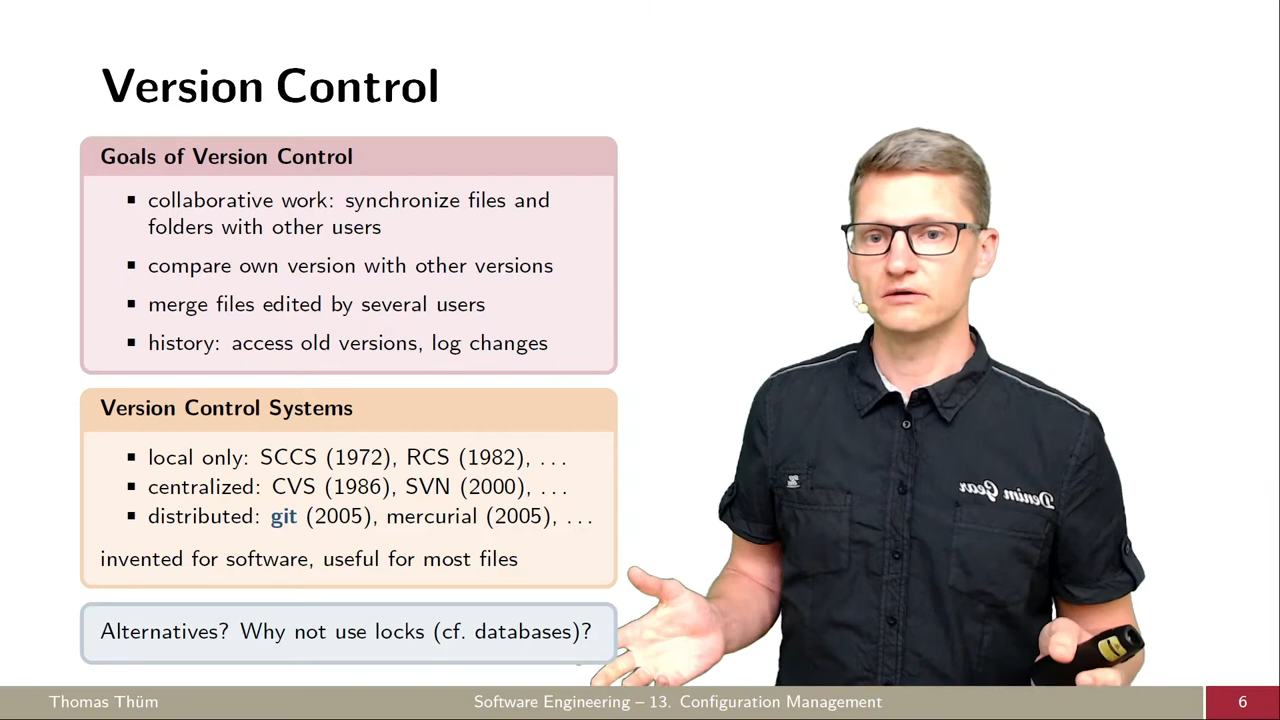 Version Control
Goals of Version Control
▪ collaborative work: synchronize files and
folders with other users
▪ compare own version with other versions
▪ merge files edited by several users
▪ history: access old versions, log changes
Version Control Systems
▪ local only: SCCS (1972), RCS (1982), ...
▪ centralized: CVS (1986), SVN (2000), ...
▪ distributed: git (2005), mercurial (2005), ...
invented for software, useful for most files
Alternatives? Why not use locks (cf. databases)?
Denim Gear
Thomas Thüm
Software Engineering – 13. Configuration Management
6